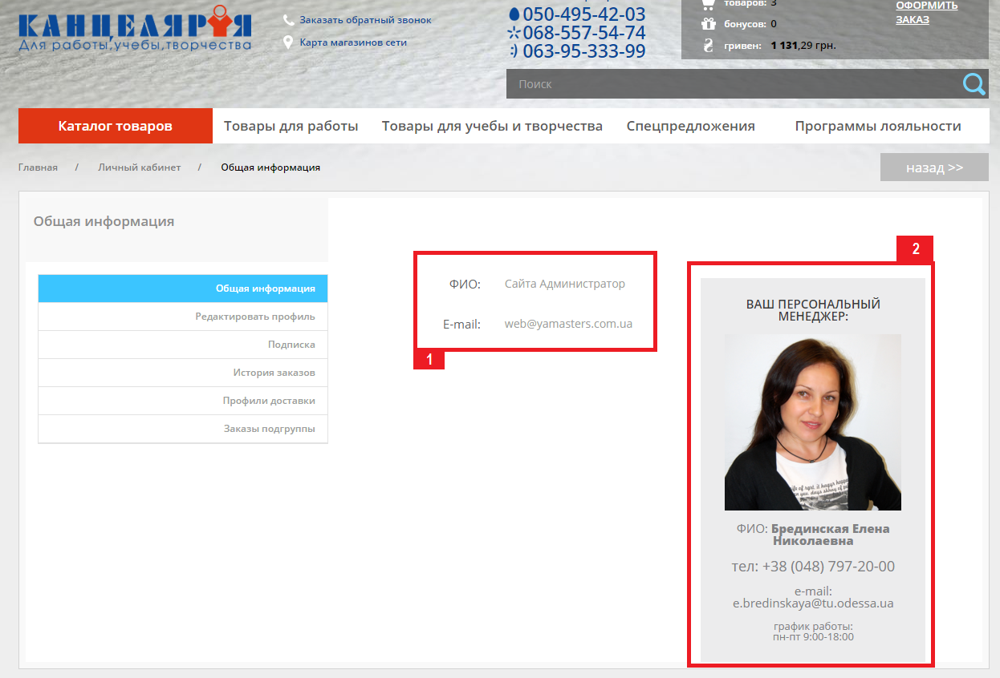 КАНЦЕЛЯРИЯ
Для работы,учебы,творчества
Заказать обратный звонок
Карта магазинов сети
050-495-42-03
068-557-54-74
063-95-333-99
товаров: 3
бонусов: 0
гривен: 1 131,29 грн.
ОФОРМИТЬ
ЗАКАЗ
Поиск
Каталог товаров
Товары для работы
Товары для учебы и творчества
Спецпредложения
Программы лояльности
Главная / Личный кабинет / Общая информация
назад >>
Общая информация
Общая информация
Редактировать профиль
Подписка
История заказов
Профили доставки
Заказы подгруппы
ФИО: Сайта Администратор
E-mail: web@yamasters.com.ua
1
2
ВАШ ПЕРСОНАЛЬНЫЙ
МЕНЕДЖЕР:
ФИО: Брединская Елена
Николаевна
тел: +38 (048) 797-20-00
e-mail:
e.bredinskaya@tu.odessa.ua
график работы:
пн-пт 9:00-18:00